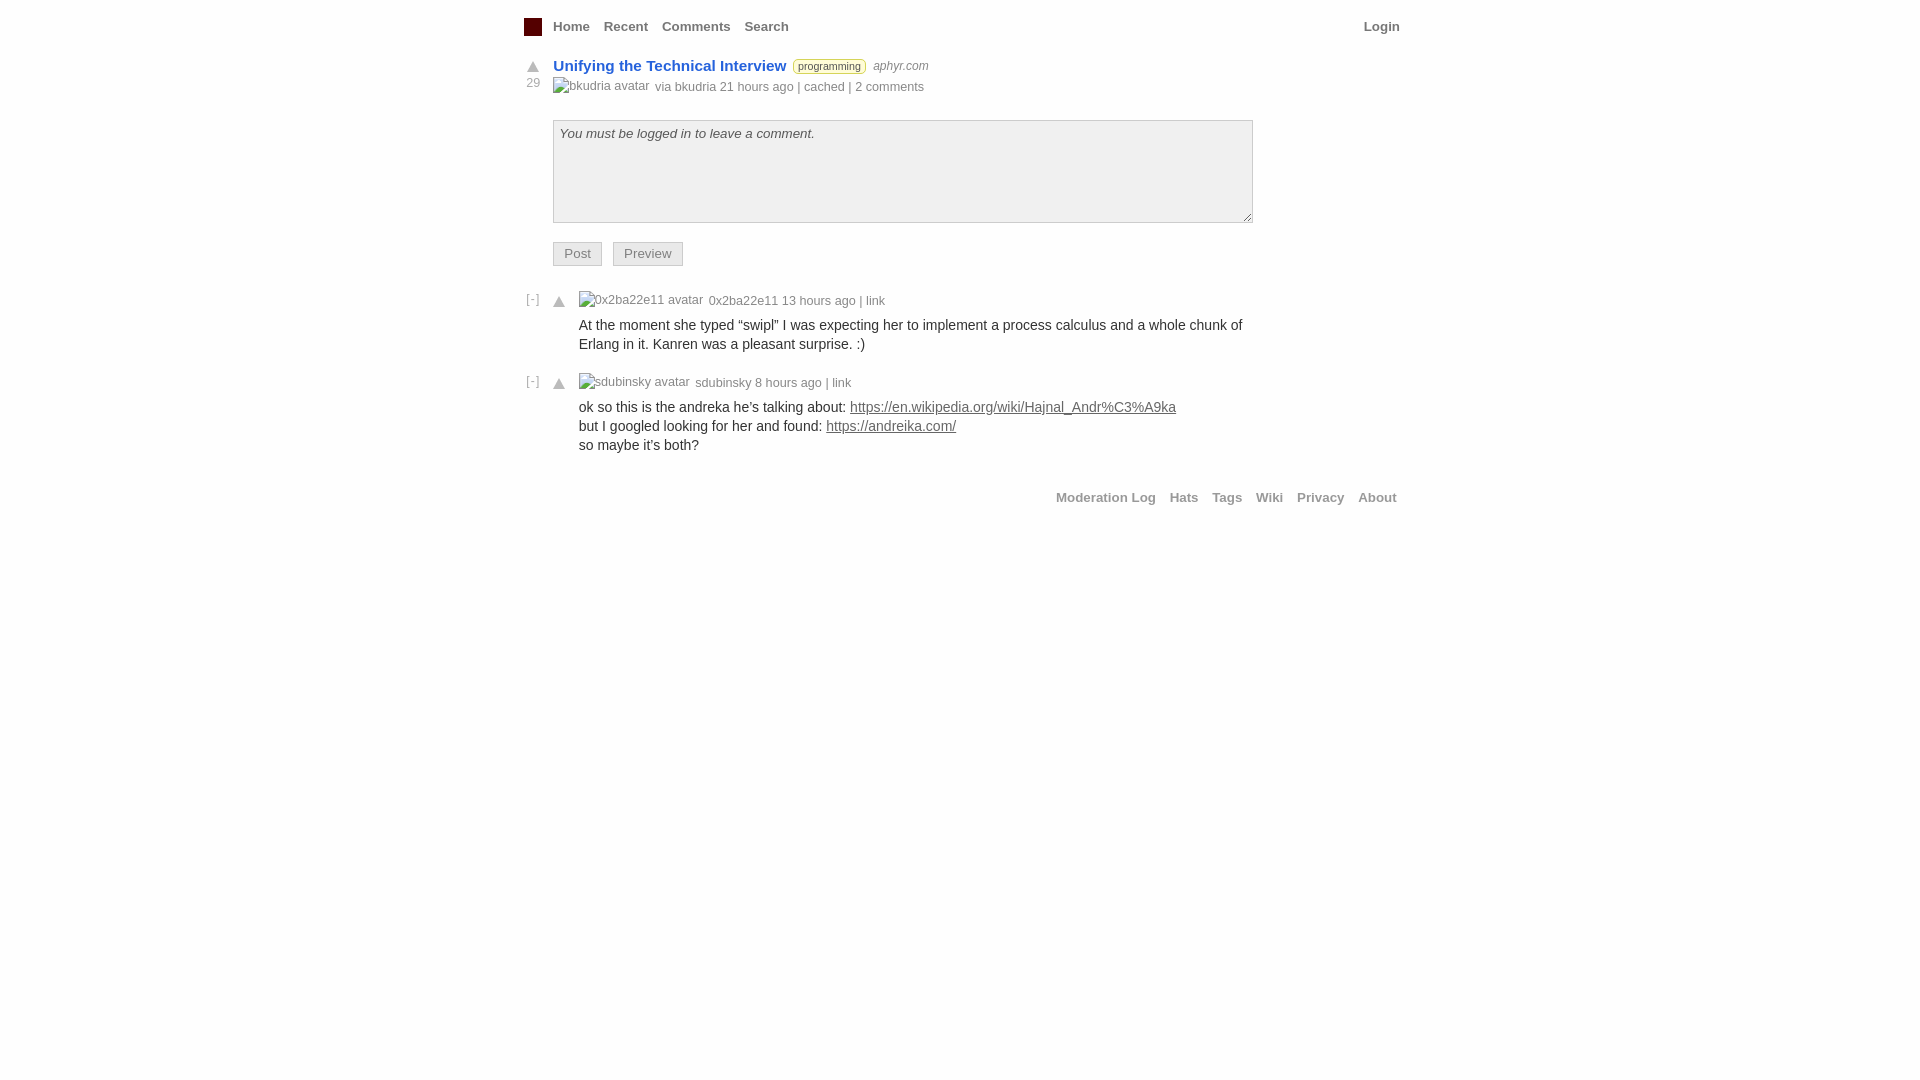 Home Recent Comments Search Login
Unifying the Technical Interview programming aphyr.com
29
bkudria avatar via bkudria 21 hours ago | cached | 2 comments
You must be logged in to leave a comment.
Post Preview
[-] 0x2ba22e11 avatar 0x2ba22e11 13 hours ago | link
At the moment she typed “swipl” I was expecting her to implement a process calculus and a whole chunk of
Erlang in it. Kanren was a pleasant surprise. :)
[-] sdubinsky avatar sdubinsky 8 hours ago | link
ok so this is the andreka he’s talking about: https://en.wikipedia.org/wiki/Hajnal_Andr%C3%A9ka
but I googled looking for her and found: https://andreika.com/
so maybe it’s both?
Moderation Log Hats Tags Wiki Privacy About